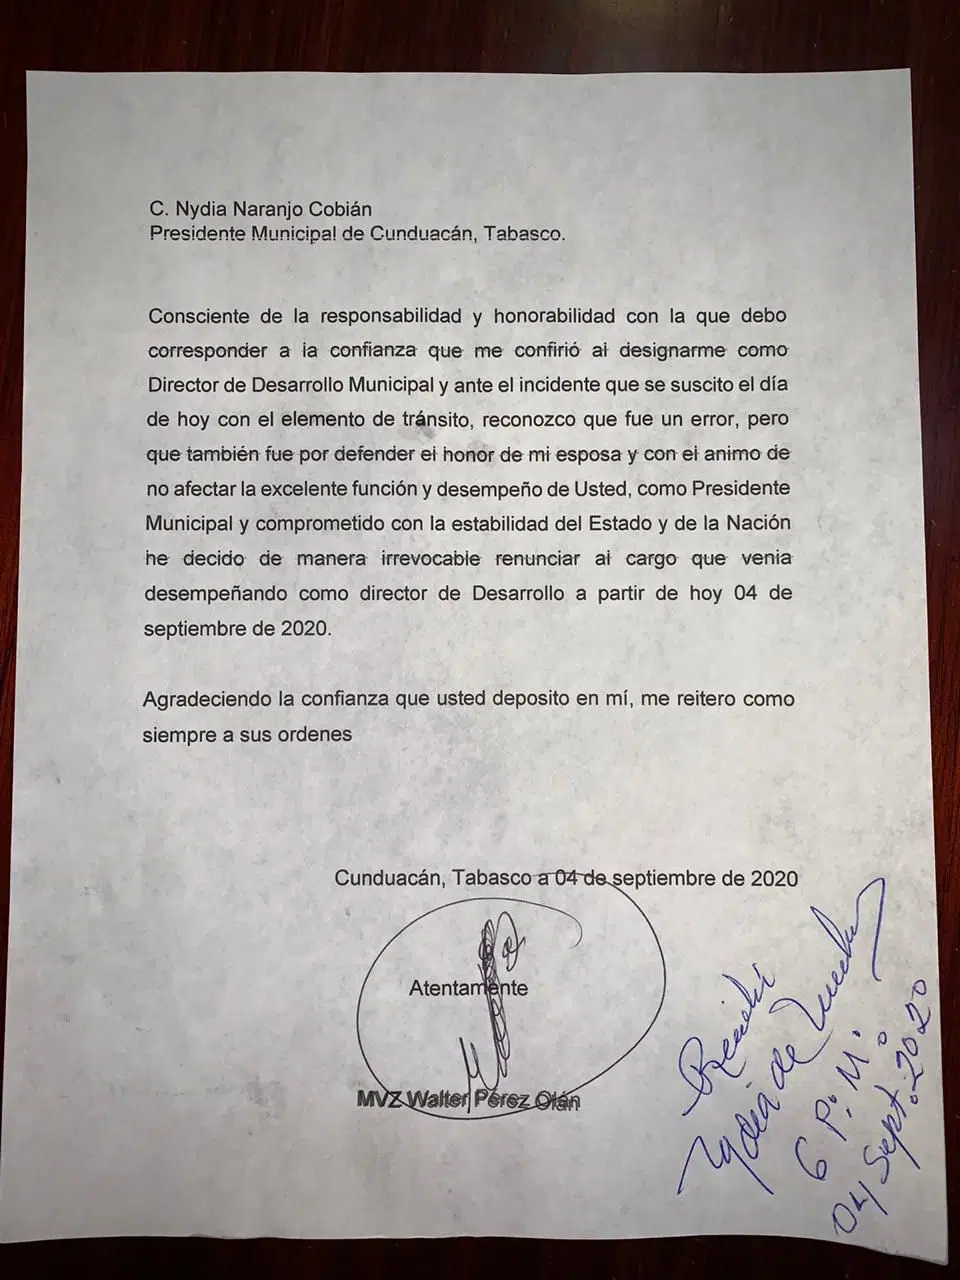 C. Nydia Naranjo Cobián
Presidente Municipal de Cunduacán, Tabasco.
Consciente de la responsabilidad y honorabilidad con la que debo
corresponder a la confianza que me confirió al designarme como
Director de Desarrollo Municipal y ante el incidente que se suscito el día
de hoy con el elemento de tránsito, reconozco que fue un error, pero
que también fue por defender el honor de mi esposa y con el animo de
no afectar la excelente función y desempeño de Usted, como Presidente
Municipal y comprometido con la estabilidad del Estado y de la Nación
he decido de manera irrevocable renunciar al cargo que venia
desempeñando como director de Desarrollo a partir de hoy 04 de
septiembre de 2020.
Agradeciendo la confianza que usted deposito en mí, me reitero como
siempre a sus ordenes
Cunduacán, Tabasco a 04 de septiembre de 2020
Atentamente
MVZ Walter Pérez Olán
Recibí
Nydia de
6 P.M.
04 Sept. 2020